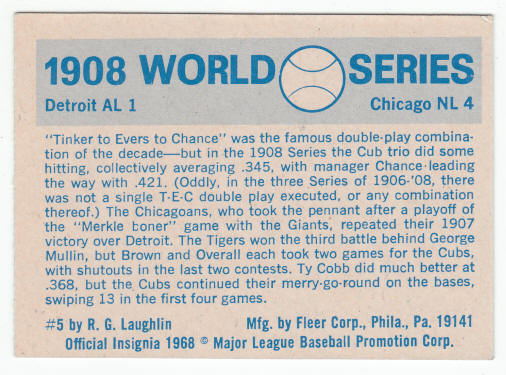 1908 WORLD SERIES
Detroit AL 1 Chicago NL 4
"Tinker to Evers to Chance" was the famous double-play combina-
tion of the decade—but in the 1908 Series the Cub trio did some
hitting, collectively averaging .345, with manager Chance leading
the way with .421. (Oddly, in the three Series of 1906-'08, there
was not a single T-E-C double play executed, or any combination
thereof.) The Chicagoans, who took the pennant after a playoff of
the "Merkle boner" game with the Giants, repeated their 1907
victory over Detroit. The Tigers won the third battle behind George
Mullin, but Brown and Overall each took two games for the Cubs,
with shutouts in the last two contests. Ty Cobb did much better at
.368, but the Cubs continued their merry-go-round on the bases,
swiping 13 in the first four games.
#5 by R. G. Laughlin Mfg. by Fleer Corp., Phila., Pa. 19141
Official Insignia 1968 © Major League Baseball Promotion Corp.